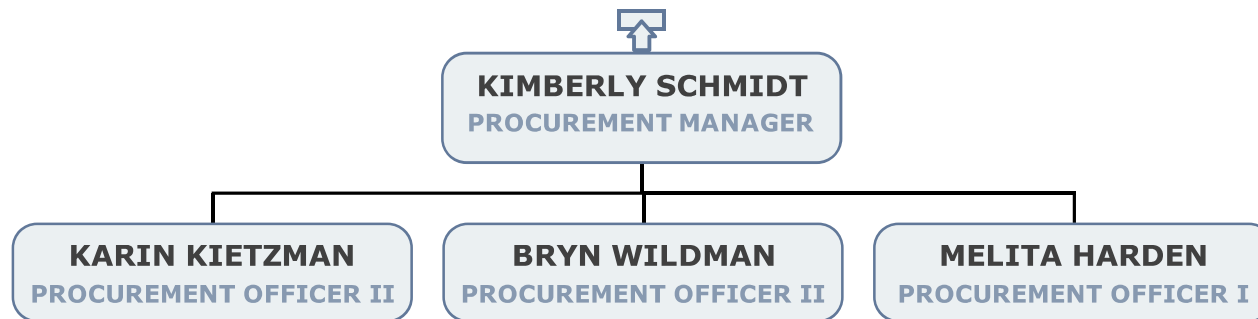 KIMBERLY SCHMIDT
PROCUREMENT MANAGER
KARIN KIETZMAN
PROCUREMENT OFFICER II
BRYN WILDMAN
PROCUREMENT OFFICER II
MELITA HARDEN
PROCUREMENT OFFICER I